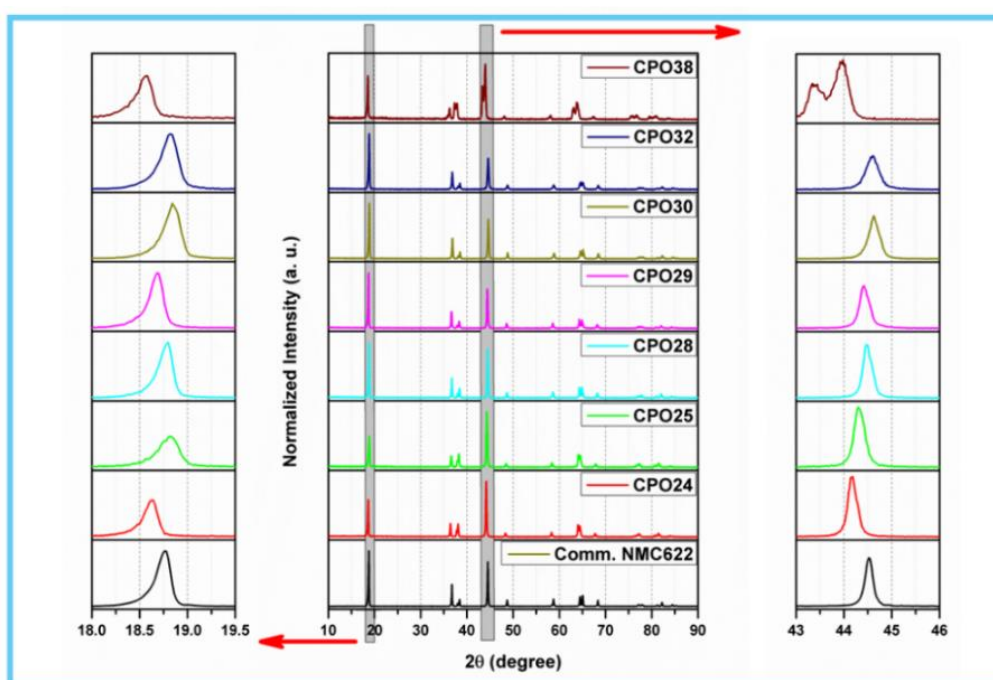 CPO38
CPO32
CPO30
CPO29
CPO28
CPO25
CPO24
Comm. NMC622
Normalized Intensity (a. u.)
18.0 18.5 19.0 19.5
10 20 30 40 50 60 70 80 90
43 44 45 46
2θ (degree)